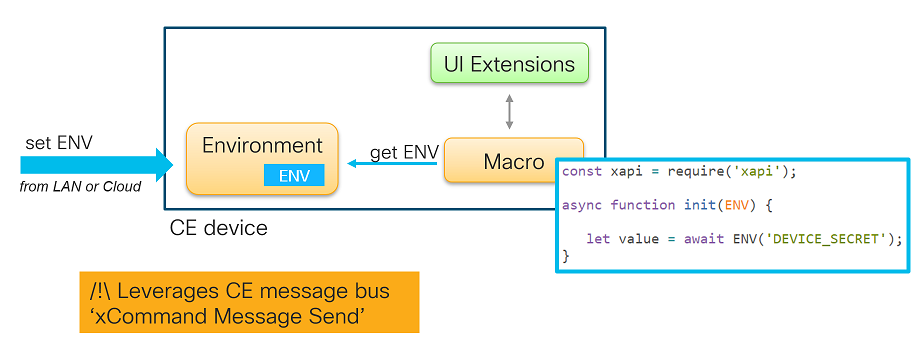 UI Extensions
set ENV
from LAN or Cloud
Environment
ENV
get ENV
Macro
const xapi = require('xapi');
async function init(ENV) {
let value = await ENV('DEVICE_SECRET');
}
CE device
/!\ Leverages CE message bus
‘xCommand Message Send’